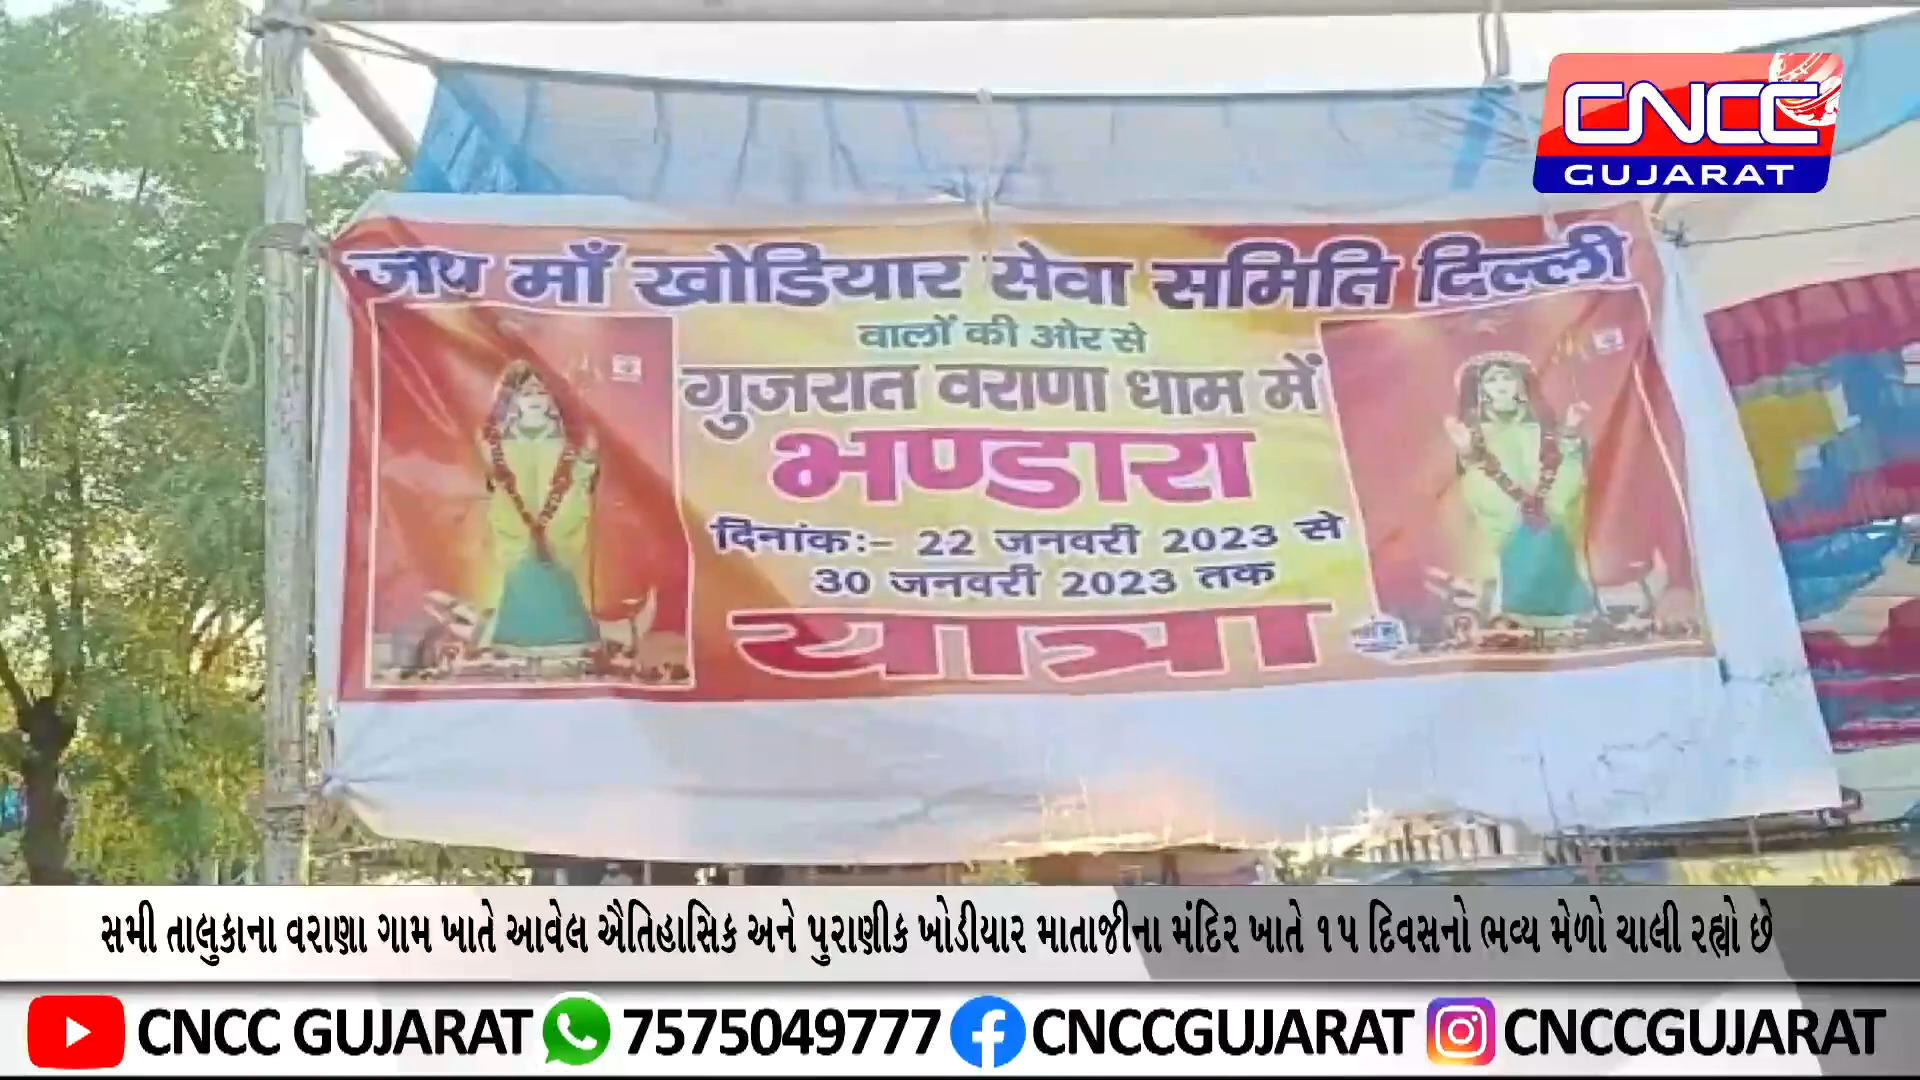 CNCC
GUJARAT
जय माँ खोडियार सेवा समिति दिल्ली
वालों की ओर से
गुजरात वराणा धाम में
भण्डारा
दिनांक:- 22 जनवरी 2023 से
30 जनवरी 2023 तक
यात्रा
સમી તાલુકાના વરાણા ગામ ખાતે આવેલ ઐતિહાસિક અને પુરાણીક ખોડીયાર માતાજીના મંદિર ખાતે ૧૫ દિવસનો ભવ્ય મેળો ચાલી રહ્યો છે
CNCC GUJARAT 7575049777 CNCCGUJARAT CNCCGUJARAT